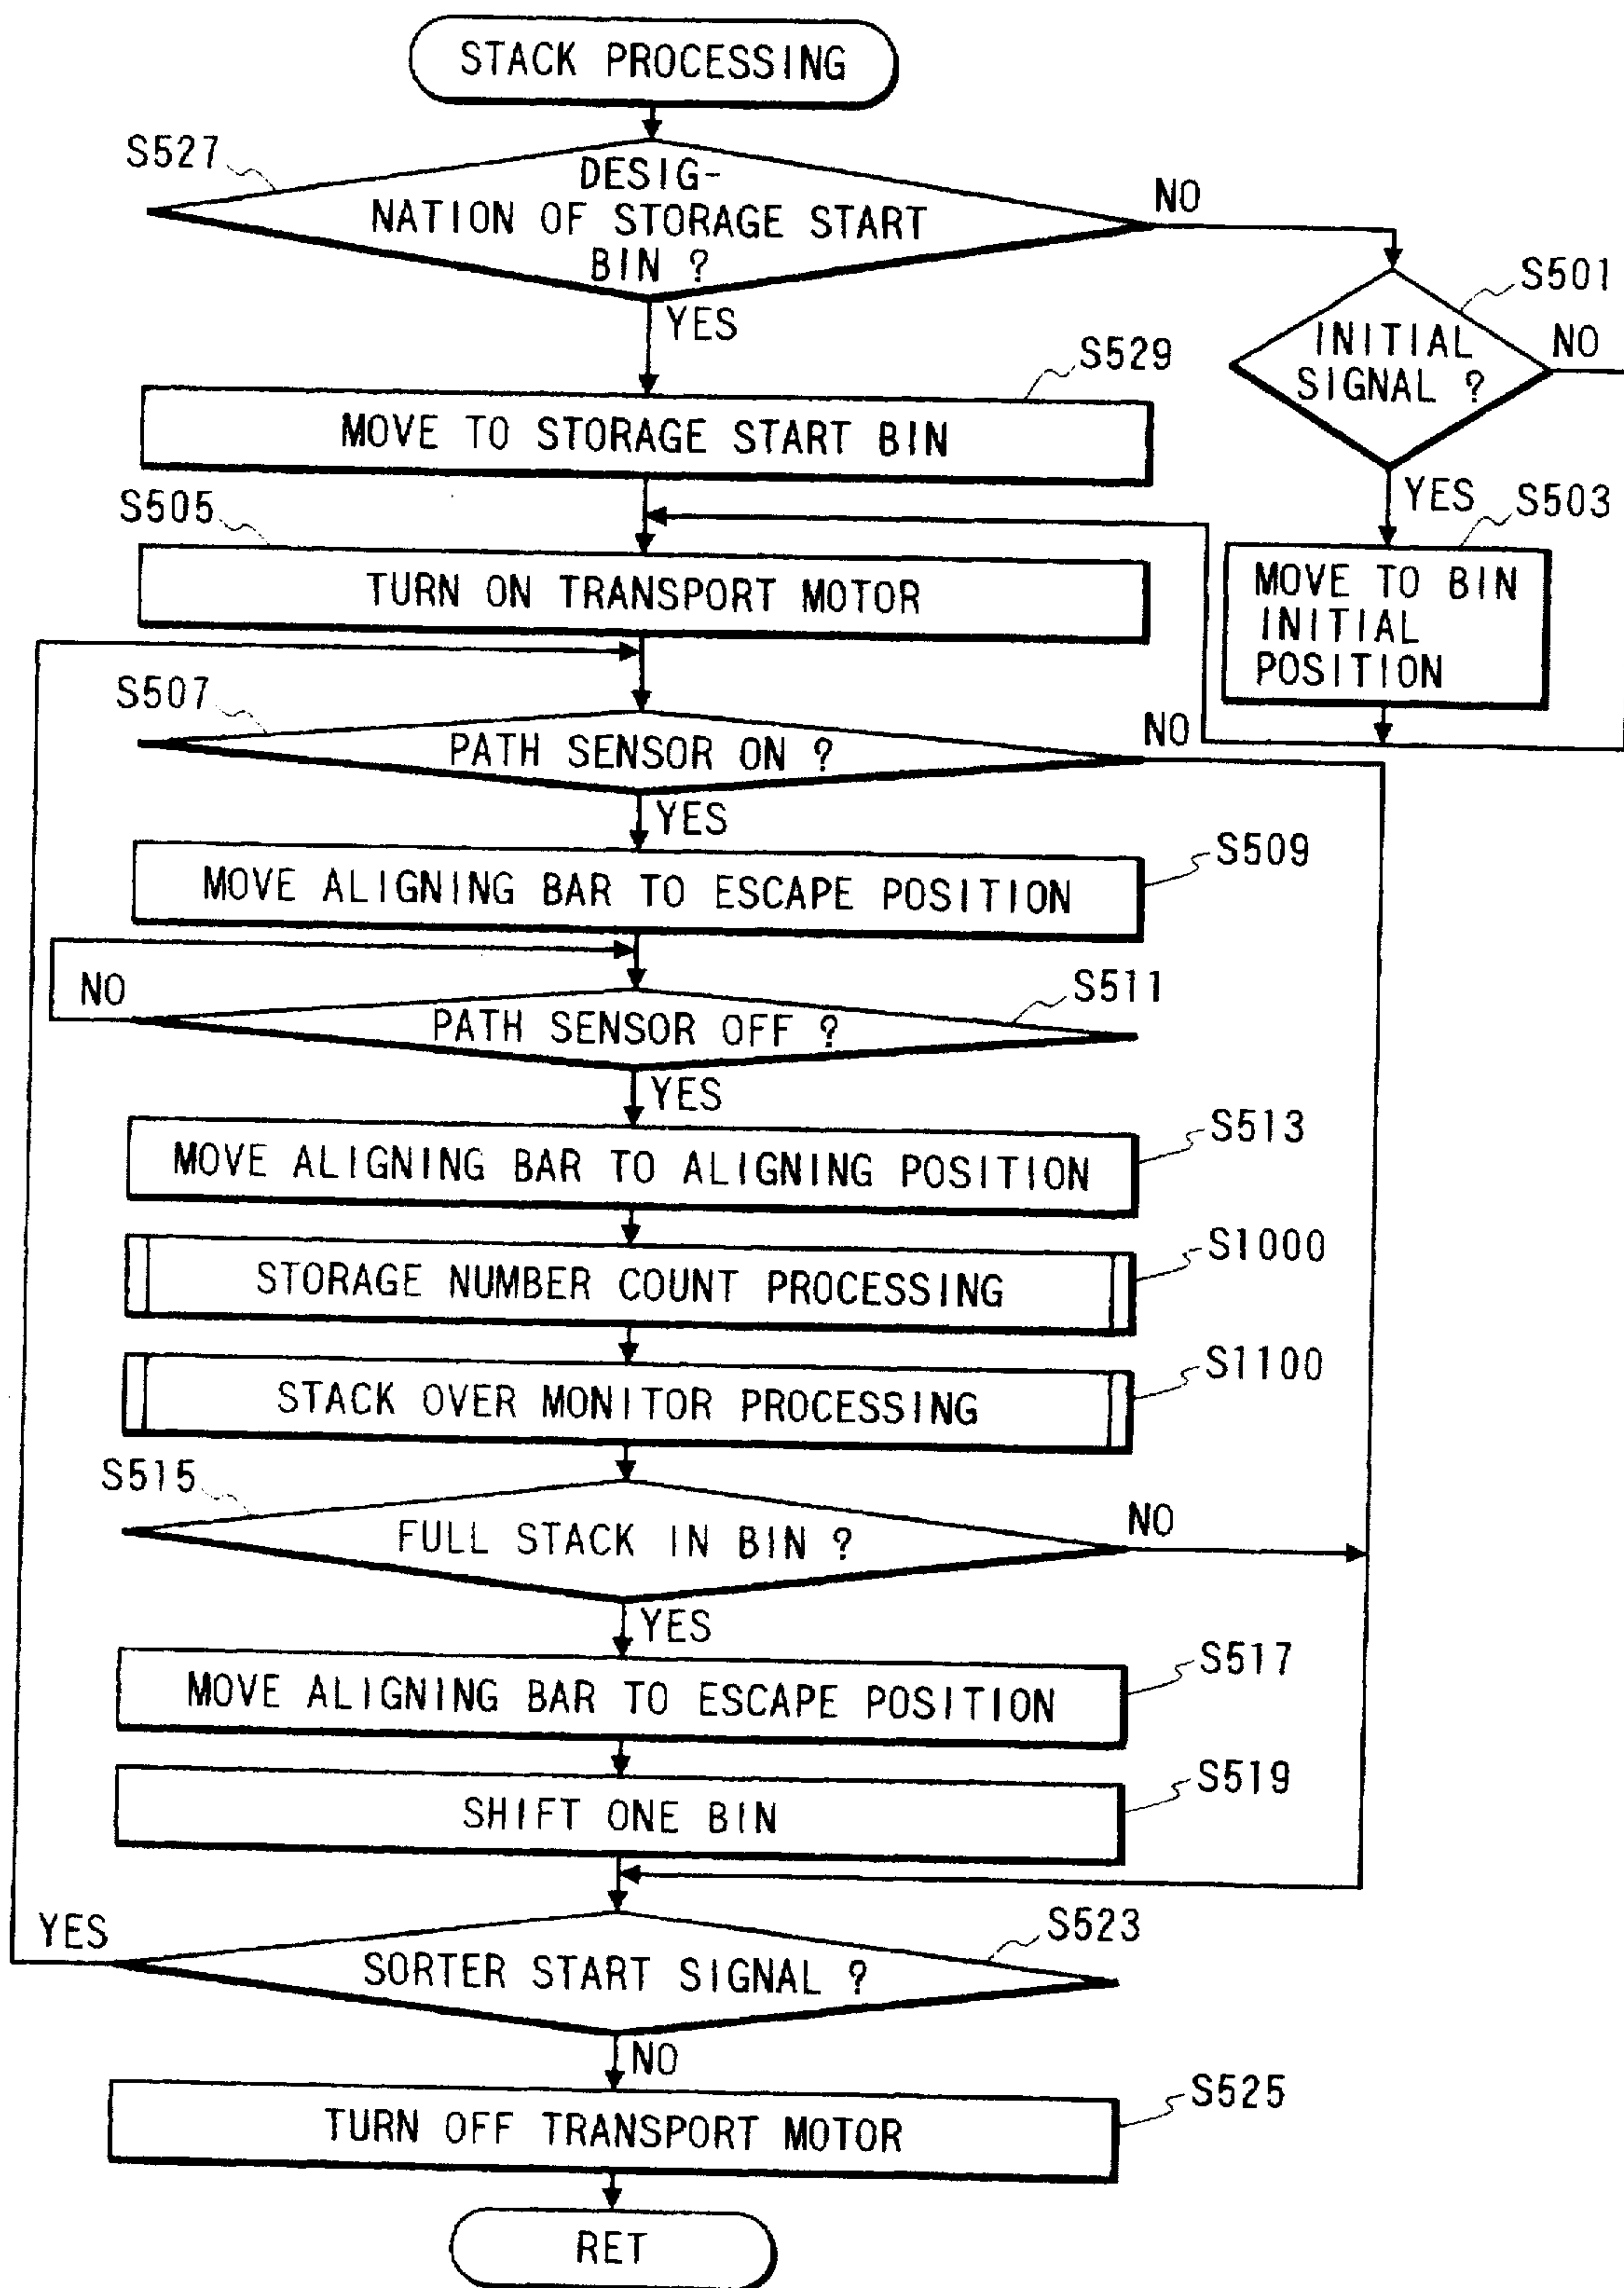 STACK PROCESSING
S527
DESIG-
NATION OF STORAGE START
BIN ?
NO
YES
S501
INITIAL
SIGNAL ?
NO
YES
S529
MOVE TO STORAGE START BIN
S503
MOVE TO BIN
INITIAL
POSITION
S505
TURN ON TRANSPORT MOTOR
S507
PATH SENSOR ON ?
NO
YES
S509
MOVE ALIGNING BAR TO ESCAPE POSITION
NO
S511
PATH SENSOR OFF ?
YES
S513
MOVE ALIGNING BAR TO ALIGNING POSITION
S1000
STORAGE NUMBER COUNT PROCESSING
S1100
STACK OVER MONITOR PROCESSING
S515
FULL STACK IN BIN ?
NO
YES
S517
MOVE ALIGNING BAR TO ESCAPE POSITION
S519
SHIFT ONE BIN
YES
S523
SORTER START SIGNAL ?
NO
S525
TURN OFF TRANSPORT MOTOR
RET